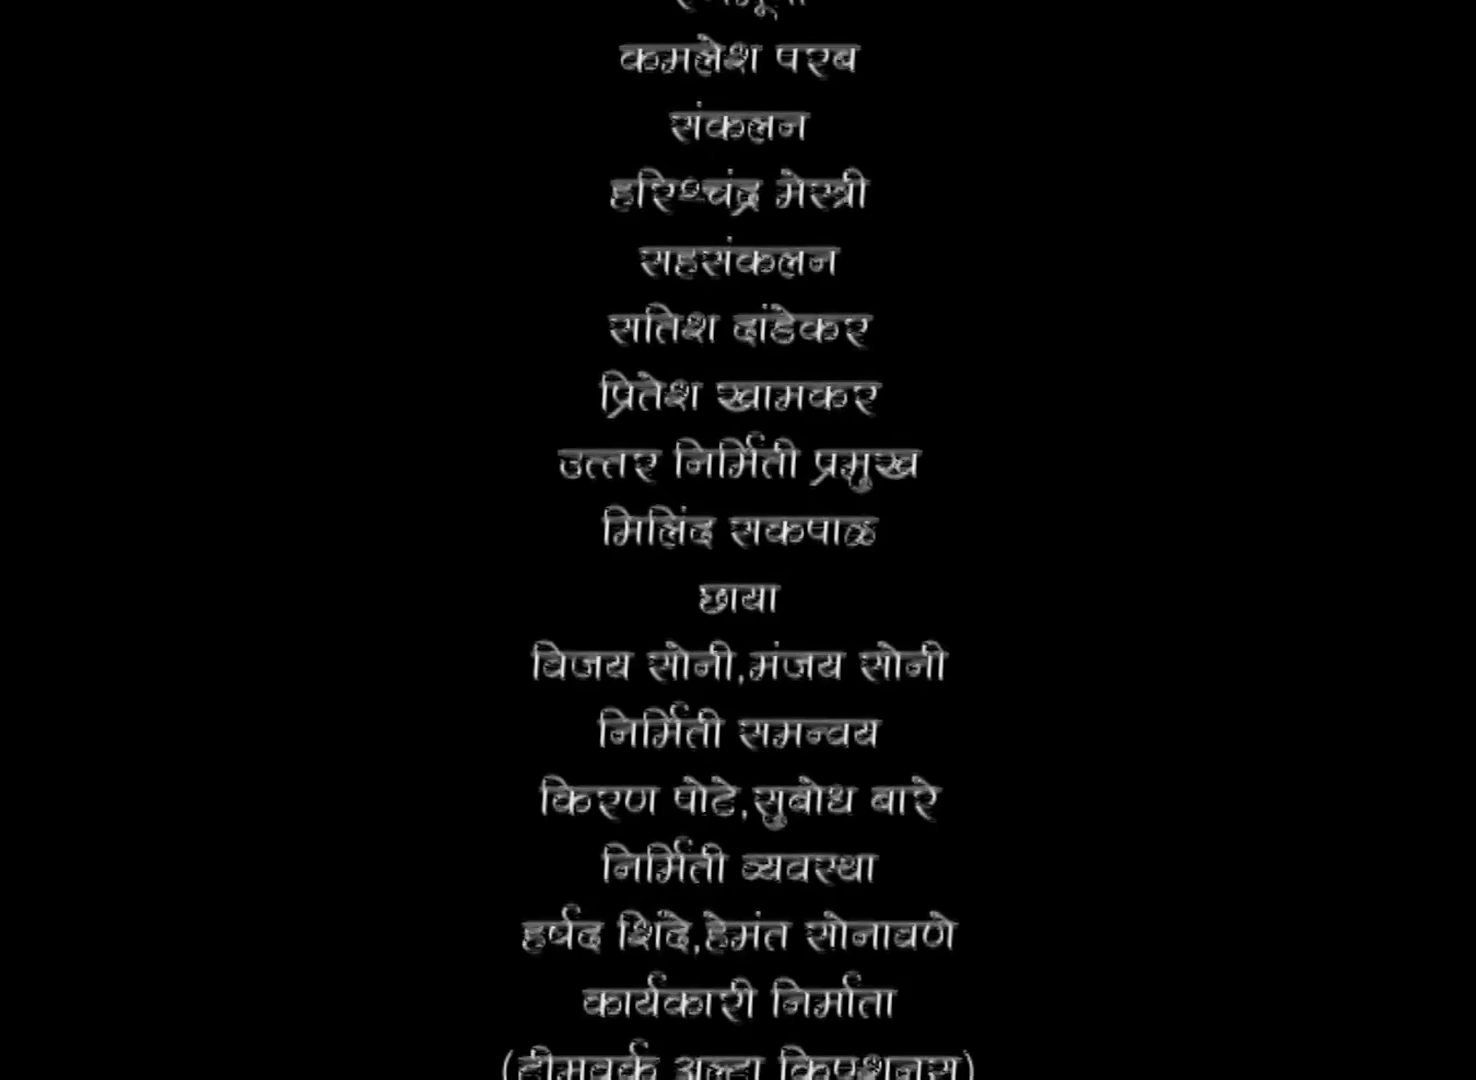 कमलेश परब
संकलन
हरिश्चंद्र मेस्त्री
सहसंकलन
सतिश दांडेकर
प्रितेश खामकर
उत्तर निर्मिती प्रमुख
मिलिंद सकपाळ
छाया
विजय सोनी,मंजय सोनी
निर्मिती समन्वय
किरण पोटे,सुबोध बारे
निर्मिती व्यवस्था
हर्षद शिंदे,हेमंत सोनावणे
कार्यकारी निर्माता